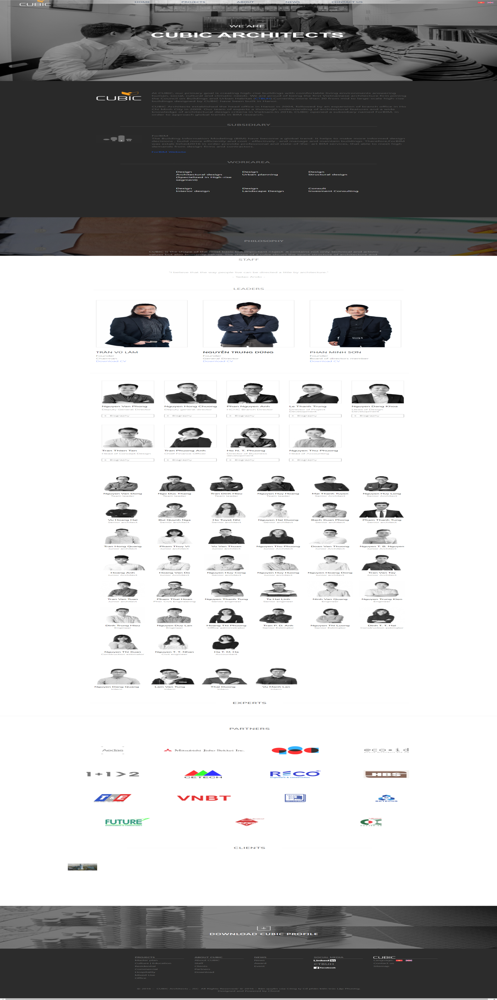 CUBIC
HOME
PROJECTS
ABOUT
NEWS
CONTACT US
WE ARE
CUBIC ARCHITECTS
CUBIC
At CUBIC, our primary goal is creating high-rise buildings with comfortable living environments answering
human, social, cultural and climatic needs. We are proud of being the first Vietnamese architecture firm joining
the Council on Buildings and Urban Habitat (CTBUH).Currently,more than 30 from mid to large-scale high-rise
buildings designed by CUBIC have been built in Hanoi.
CUBIC Architects established the head office in Hanoi in 2004, followed by an expansion of branch office in Ho
Chi Minh City in 2009. Our team of experts a thorough understanding of architectural features and a wide
knowledge of architectural design criteria in Vietnam.In 2016, CUBIC opened a subsidiary named ForBIM, in
order to approach global trends in BIM research.
SUBSIDIARY
ForBIM
The Building Information Modeling (BIM) have become a global trend. It helps to make more informed design
decisions , build more efficiently and cost - effectively , and manage and maintain buildings. Therefore,ForBIM
was estab lished2016 in order provide professional and state-of-the- art BIM services, that able to meet high
demands from design firms and contractors.
ForBIM Website
WORKAREA
Design
Architectural design
(Specialized in High-rise
segment)
Design
Urban planning
Design
Structural design
Design
Interior design
Design
Landscape Design
Consult
Invesment Consulting
PHILOSOPHY
CUBIC is the shape of the most basic but important object. It contains not only technical and artistic
values but also humanity values. The shape of a cube shows the space structure of architecture and
STAFF
"I believe that the way people live can be directed a little by architecture."
- Tadao Ando -
LEADERS
TRẦN VŨ LÂM
Founder
Chairman
Download CV
NGUYỄN TRUNG DŨNG
Founder
General Director
Download CV
PHAN MINH SƠN
Founder
Board of directors member
Download CV
Nguyen Van Phong
Deputy General Director
+ Biography
Nguyen Hong Chuong
Deputy general director
+ Biography
Phan Nguyen Anh
HCMC Branch Director
+ Biography
Le Thanh Trung
Director of Project
Development
+ Biography
Nguyen Dang Khoa
Head of Design
Development
+ Biography
Tran Thien Tan
Head of Concept Design
+ Biography
Tran Phuong Anh
Chief Finance Officer
+ Biography
Ho N. T. Phuong
Director of Business
development
+ Biography
Nguyen Thu Phuong
Head of Accounting
+ Biography
Nguyen Van Dong
Team leader
Ngo Duc Thang
Team leader
Tran Dinh Hieu
Team leader
Nguyen Huy Hoang
Team leader
Mai Thanh Tuyen
Senior Architect
Nguyen Huy Long
Senior Architect
Vu Hoang Hai
Senior architect
Bui Quynh Nga
Senior architect
Ho Tuyet Nhi
Senior architect
Nguyen Hai Duong
Senior architect
Bach Xuan Phong
Senior architect
Pham Thanh Tung
Senior architect
Tran Hong Quang
Junior architect
Pham Thuy Vi
Junior architect
Vu Van Thuan
Junior architect
Nguyen Thu Phuong
Junior Architect
Doan Van Thuong
Junior Architect
Nguyen T. B. Nguyen
Junior Architect
Hoang Anh
Junior Architect
Hoang Van Do
Junior Architect
Nguyen Huy Cong
Senior architect
Nguyen Huy Huong
Junior architect
Nguyen Hoang Dong
Junior architect
Tran Van Tay
Junior Architect
Tran Van Tuan
Junior architect
Pham Thai Hoan
PhD. Civil Engineering
Nguyen Thanh Tung
Senior engineer
Ta Hai Linh
Senior engineer
Ninh Van Quang
Engineer
Nguyen Trung Kien
Engineer
Dinh Trung Hieu
Engineer
Nguyen Duy Lan
Engineer
Hoang Thi Phuong
Office administrator
Tran P. D. Anh
Senior Estimator
Nguyen Thi Luong
Senior Estimator
Dinh T. T. Hai
Construction estimator
Nguyen Thi Xuan
Construction estimator
Nguyen T. T. Nhan
Civil engineer
Ha T. M. Ha
Accountant
Nguyen Dang Quang
Intern
Lam Van Tung
Intern
Thai Duong
Intern
Vu Manh Lan
Intern
EXPERTS
PARTNERS
Aedas
Mitsubishi Jisho Sekkei Inc.
eco•id
1+1>2
CETECH
RECO®
engineers & construction
HBS
T&E
VNBT
BK
BKTECHS
FUTURE
CLIENTS
DOWNLOAD CUBIC PROFILE
PROJECTS
Master plan
Culture | Education
Residential
Commercial
Hospitality
Mixed Use
Office
ABOUT CUBIC
About CUBIC
Staff
Clients
Partners
Download
NEWS
News
Award
Event
SOCIAL MEDIA
Linked in
CTBUH
facebook
CUBIC
Language:
Contact us
Sitemap
© 2016 - CUBIC Architects ., JSC. All Rights Reserved/ © 2016 - Bản quyền của Công ty Cổ phần kiến trúc Lập Phương.
Designed and Powered by Chord